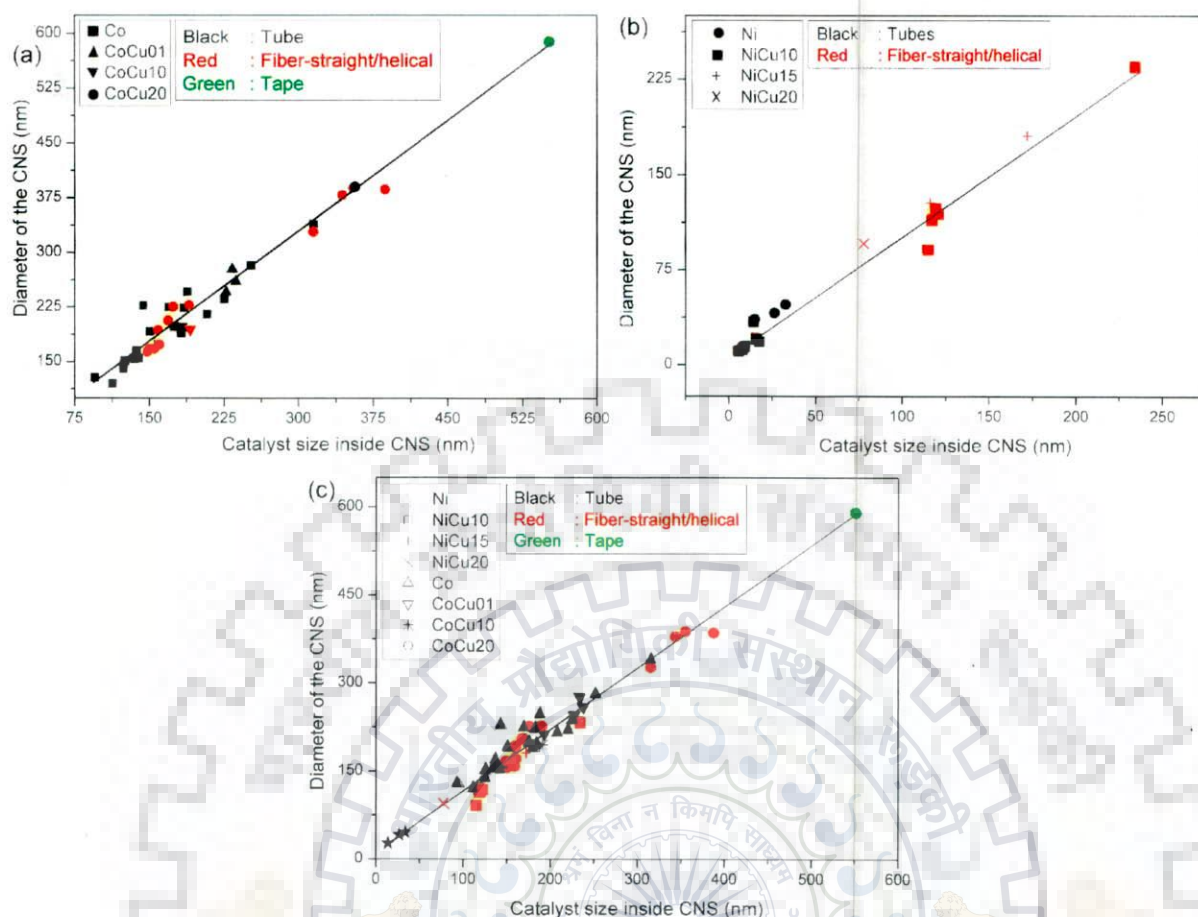 (a)
Co
CoCu01
CoCu10
CoCu20
Black : Tube
Red : Fiber-straight/helical
Green : Tape
600
525
450
375
300
225
150
Diameter of the CNS (nm)
75 150 225 300 375 450 525 600
Catalyst size inside CNS (nm)
(b)
Ni
NiCu10
NiCu15
NiCu20
Black : Tubes
Red : Fiber-straight/helical
225
150
75
0
Diameter of the CNS (nm)
0 50 100 150 200 250
Catalyst size inside CNS (nm)
(c)
Ni
NiCu10
NiCu15
NiCu20
Co
CoCu01
CoCu10
CoCu20
Black : Tube
Red : Fiber-straight/helical
Green : Tape
600
450
300
150
0
Diameter of the CNS (nm)
0 100 200 300 400 500 600
Catalyst size inside CNS (nm)
भारतीय प्रौद्योगिकी संस्थान रुड़की
विना न किमपि साध्यम